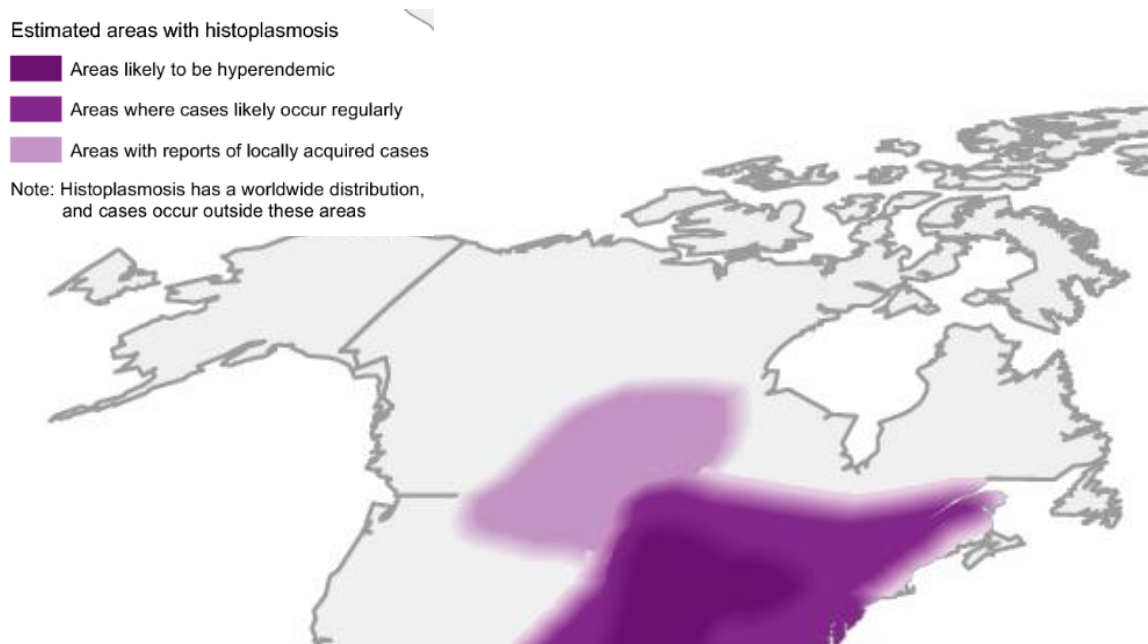 Estimated areas with histoplasmosis
Areas likely to be hyperendemic
Areas where cases likely occur regularly
Areas with reports of locally acquired cases
Note: Histoplasmosis has a worldwide distribution,
and cases occur outside these areas